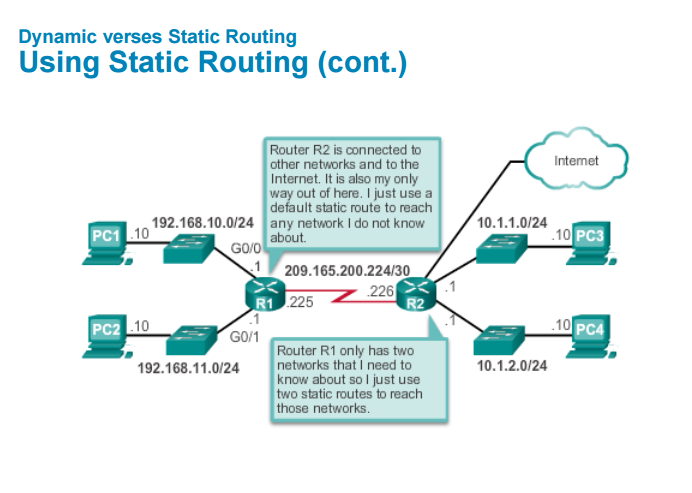 Dynamic verses Static Routing
Using Static Routing (cont.)
Router R2 is connected to
other networks and to the
Internet. It is also my only
way out of here. I just use a
default static route to reach
any network I do not know
about.
Internet
192.168.10.0/24
10.1.1.0/24
PC1
.10
.10
PC3
G0/0
.1
209.165.200.224/30
R1
.225
.226
R2
.1
.1
.1
PC2
.10
.10
PC4
G0/1
192.168.11.0/24
10.1.2.0/24
Router R1 only has two
networks that I need to
know about so I just use
two static routes to reach
those networks.